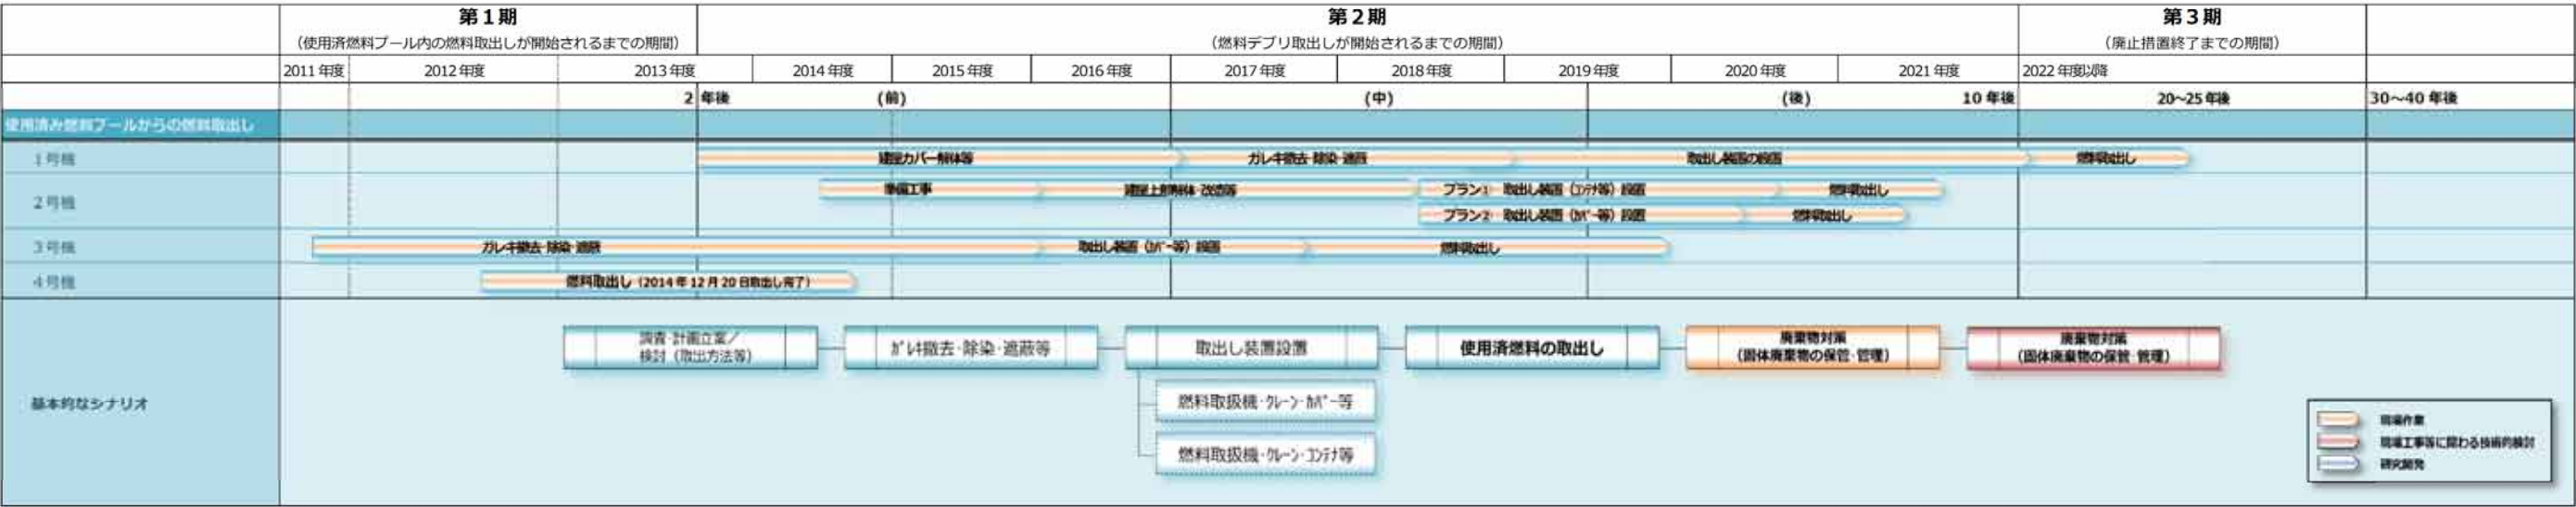 第1期
(使用済燃料プール内の燃料取出しが開始されるまでの期間)
第2期
(燃料デブリ取出しが開始されるまでの期間)
第3期
(廃止措置終了までの期間)
2011年度 2012年度 2013年度 2014年度 2015年度 2016年度 2017年度 2018年度 2019年度 2020年度 2021年度 2022年度以降
2年後 (前) (中) (後) 10年後 20～25年後 30～40年後
使用済み燃料プールからの燃料取出し
1号機
建屋カバー解体等 ガレキ撤去・除染・遮蔽 取出し装置の設置 燃料取出し
2号機
準備工事 建屋上部解体・改造等 プラン1 取出し装置（ｺﾝﾃﾅ等）設置 燃料取出し
プラン2 取出し装置（ｶﾊﾞｰ等）設置 燃料取出し
3号機
ガレキ撤去・除染・遮蔽 取出し装置（ｶﾊﾞｰ等）設置 燃料取出し
4号機
燃料取出し（2014年12月20日取出し完了）
基本的なシナリオ
調査・計画立案／
検討（取出方法等）
ｶﾞﾚｷ撤去・除染・遮蔽等
取出し装置設置
使用済燃料の取出し
廃棄物対策
（固体廃棄物の保管・管理）
廃棄物対策
（固体廃棄物の保管・管理）
燃料取扱機・ｸﾚｰﾝ・ｶﾊﾞｰ等
燃料取扱機・ｸﾚｰﾝ・ｺﾝﾃﾅ等
現場作業
現場工事等に関わる技術的検討
研究開発